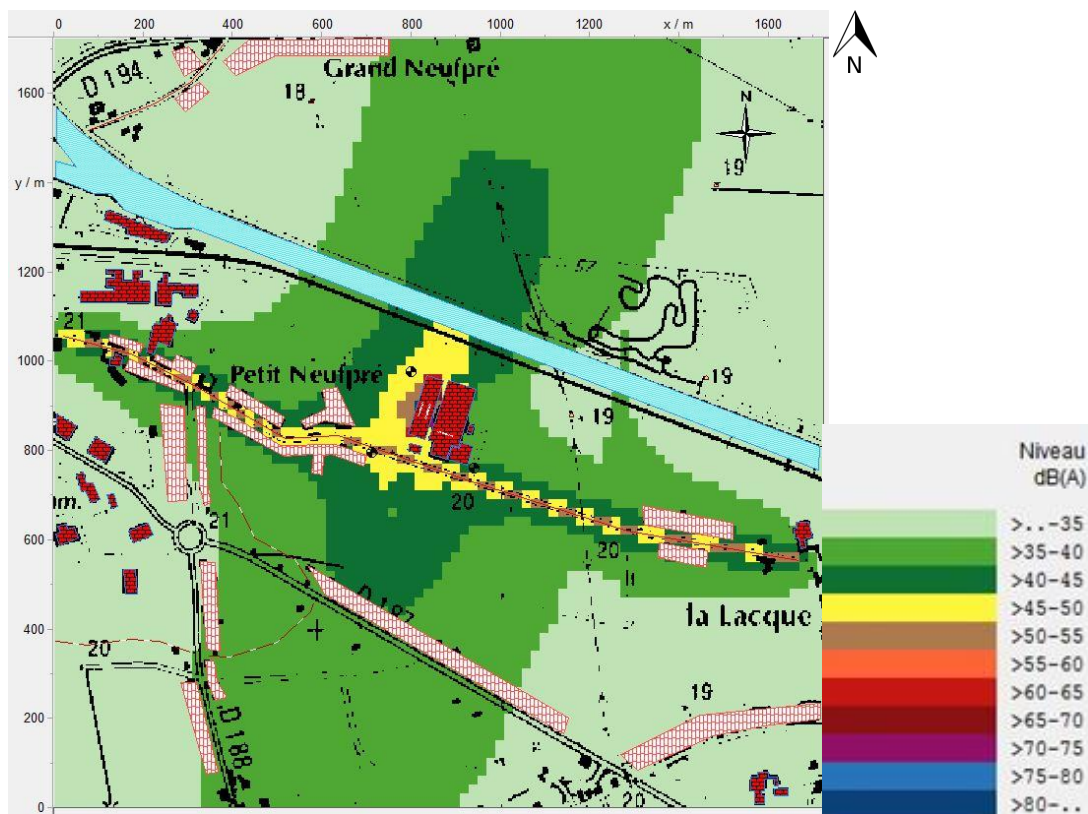 0 200 400 600 800 1000 1200 x / m 1600
N
1600
y / m
1200
1000
800
600
400
200
0
D 194
Grand Neufpré
18
N
19
21
Petit Neufpré
19
19
20
m.
21
20
D 187
la Lacque
20
19
D 188
20
Niveau
dB(A)
>..-35
>35-40
>40-45
>45-50
>50-55
>55-60
>60-65
>65-70
>70-75
>75-80
>80-..